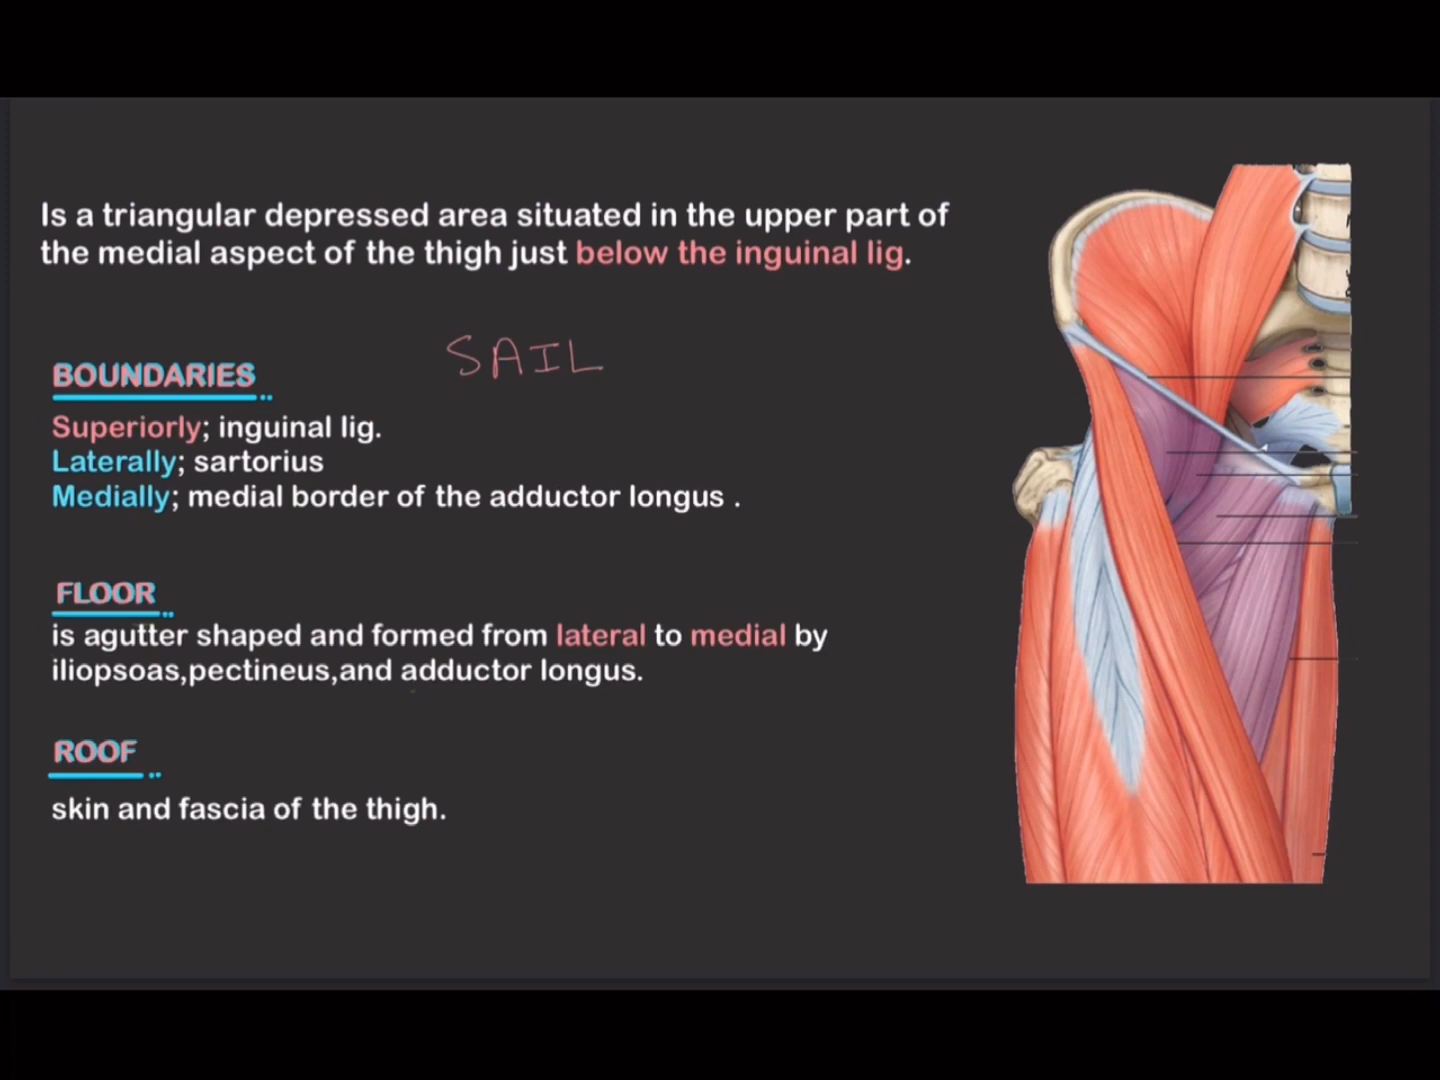 Is a triangular depressed area situated in the upper part of
the medial aspect of the thigh just below the inguinal lig.
SAIL
BOUNDARIES
Superiorly; inguinal lig.
Laterally; sartorius
Medially; medial border of the adductor longus .
FLOOR
is agutter shaped and formed from lateral to medial by
iliopsoas,pectineus,and adductor longus.
ROOF
skin and fascia of the thigh.